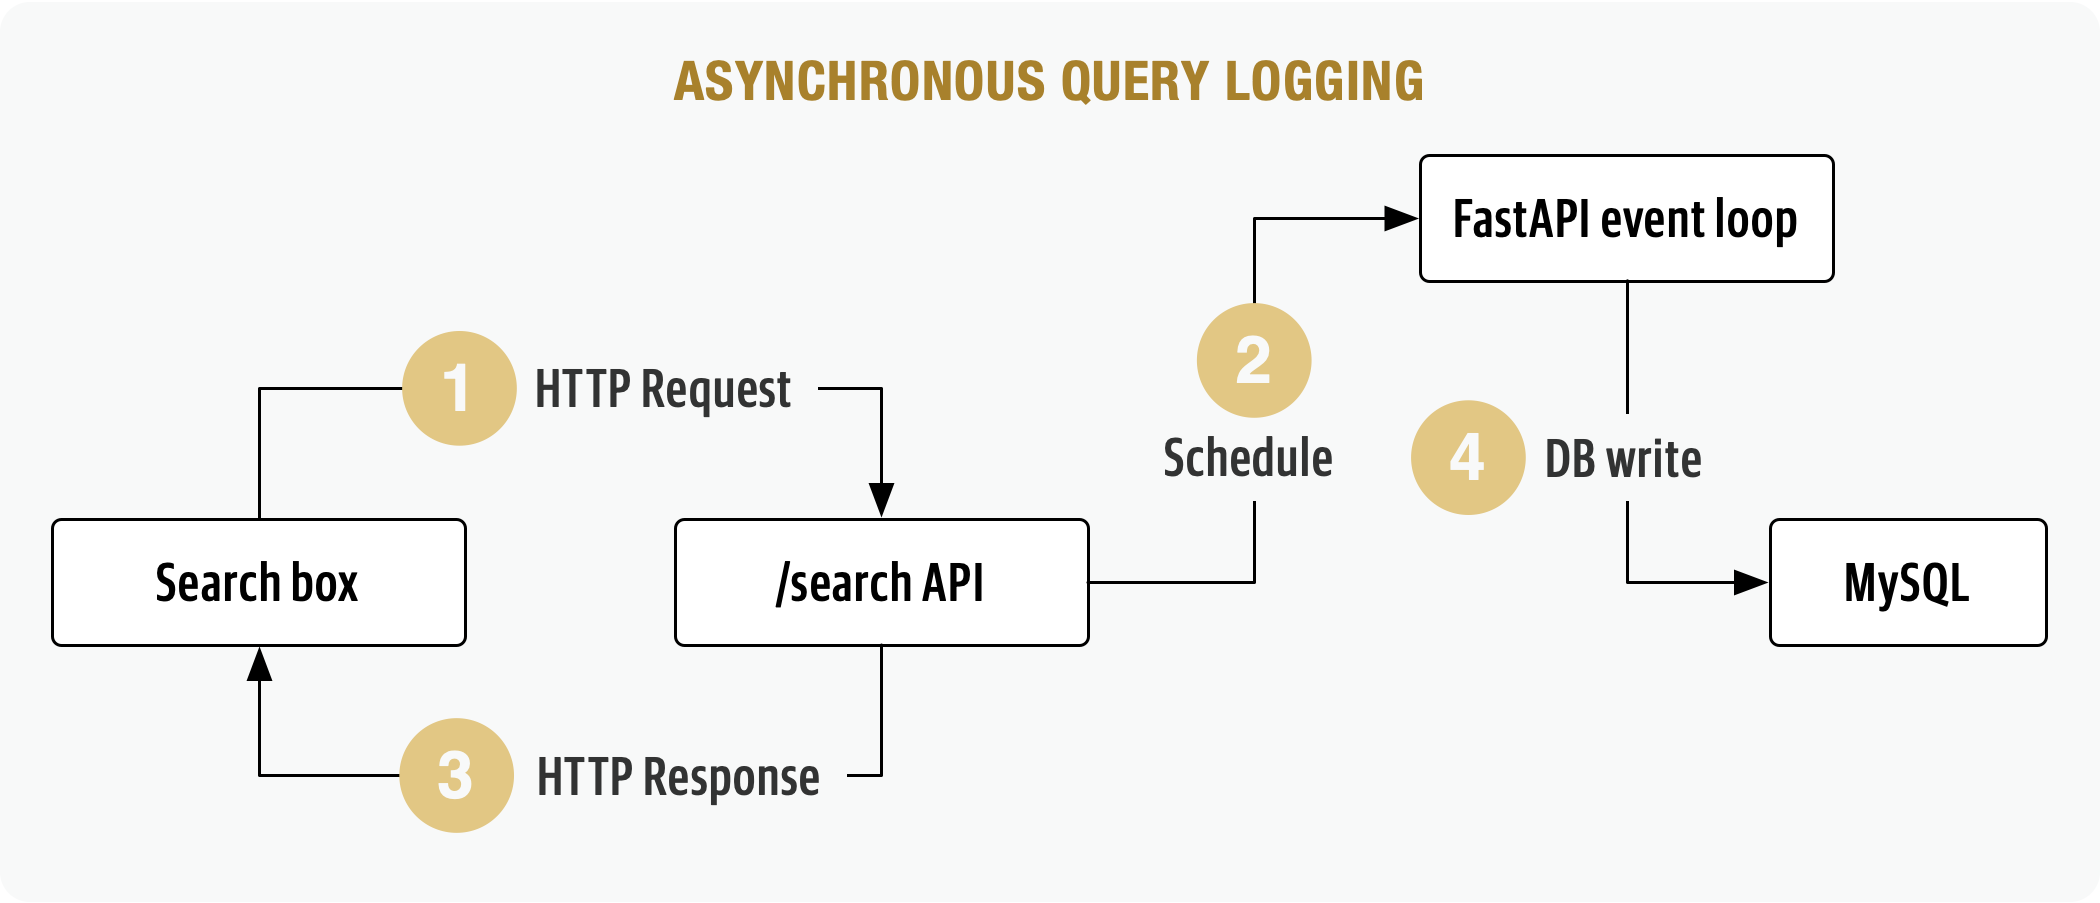 ASYNCHRONOUS QUERY LOGGING
FastAPI event loop
1 HTTP Request
2
Schedule
4 DB write
Search box
/search API
MySQL
3 HTTP Response